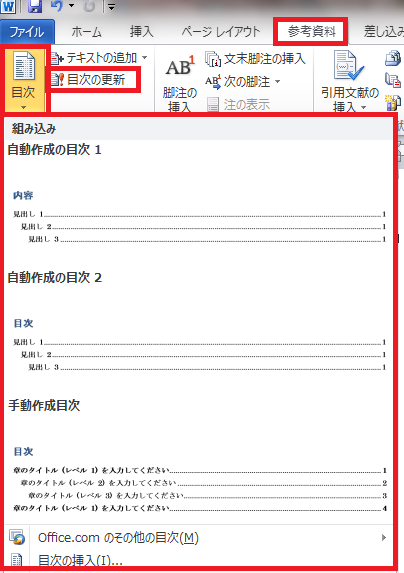 W
ファイル ホーム 挿入 ページ レイアウト 参考資料 差し込み
目次
テキストの追加
目次の更新
AB¹
脚注の
挿入
文末脚注の挿入
AB 次の脚注
注の表示
引用文献の
挿入
組み込み
自動作成の目次 1
内容
見出し 1 1
見出し 2 1
見出し 3 1
自動作成の目次 2
目次
見出し 1 1
見出し 2 1
見出し 3 1
手動作成目次
目次
章のタイトル (レベル 1) を入力してください 1
章のタイトル (レベル 2) を入力してください 2
章のタイトル (レベル 3) を入力してください 3
章のタイトル (レベル 1) を入力してください 4
Office.com のその他の目次(M)
目次の挿入(I)...